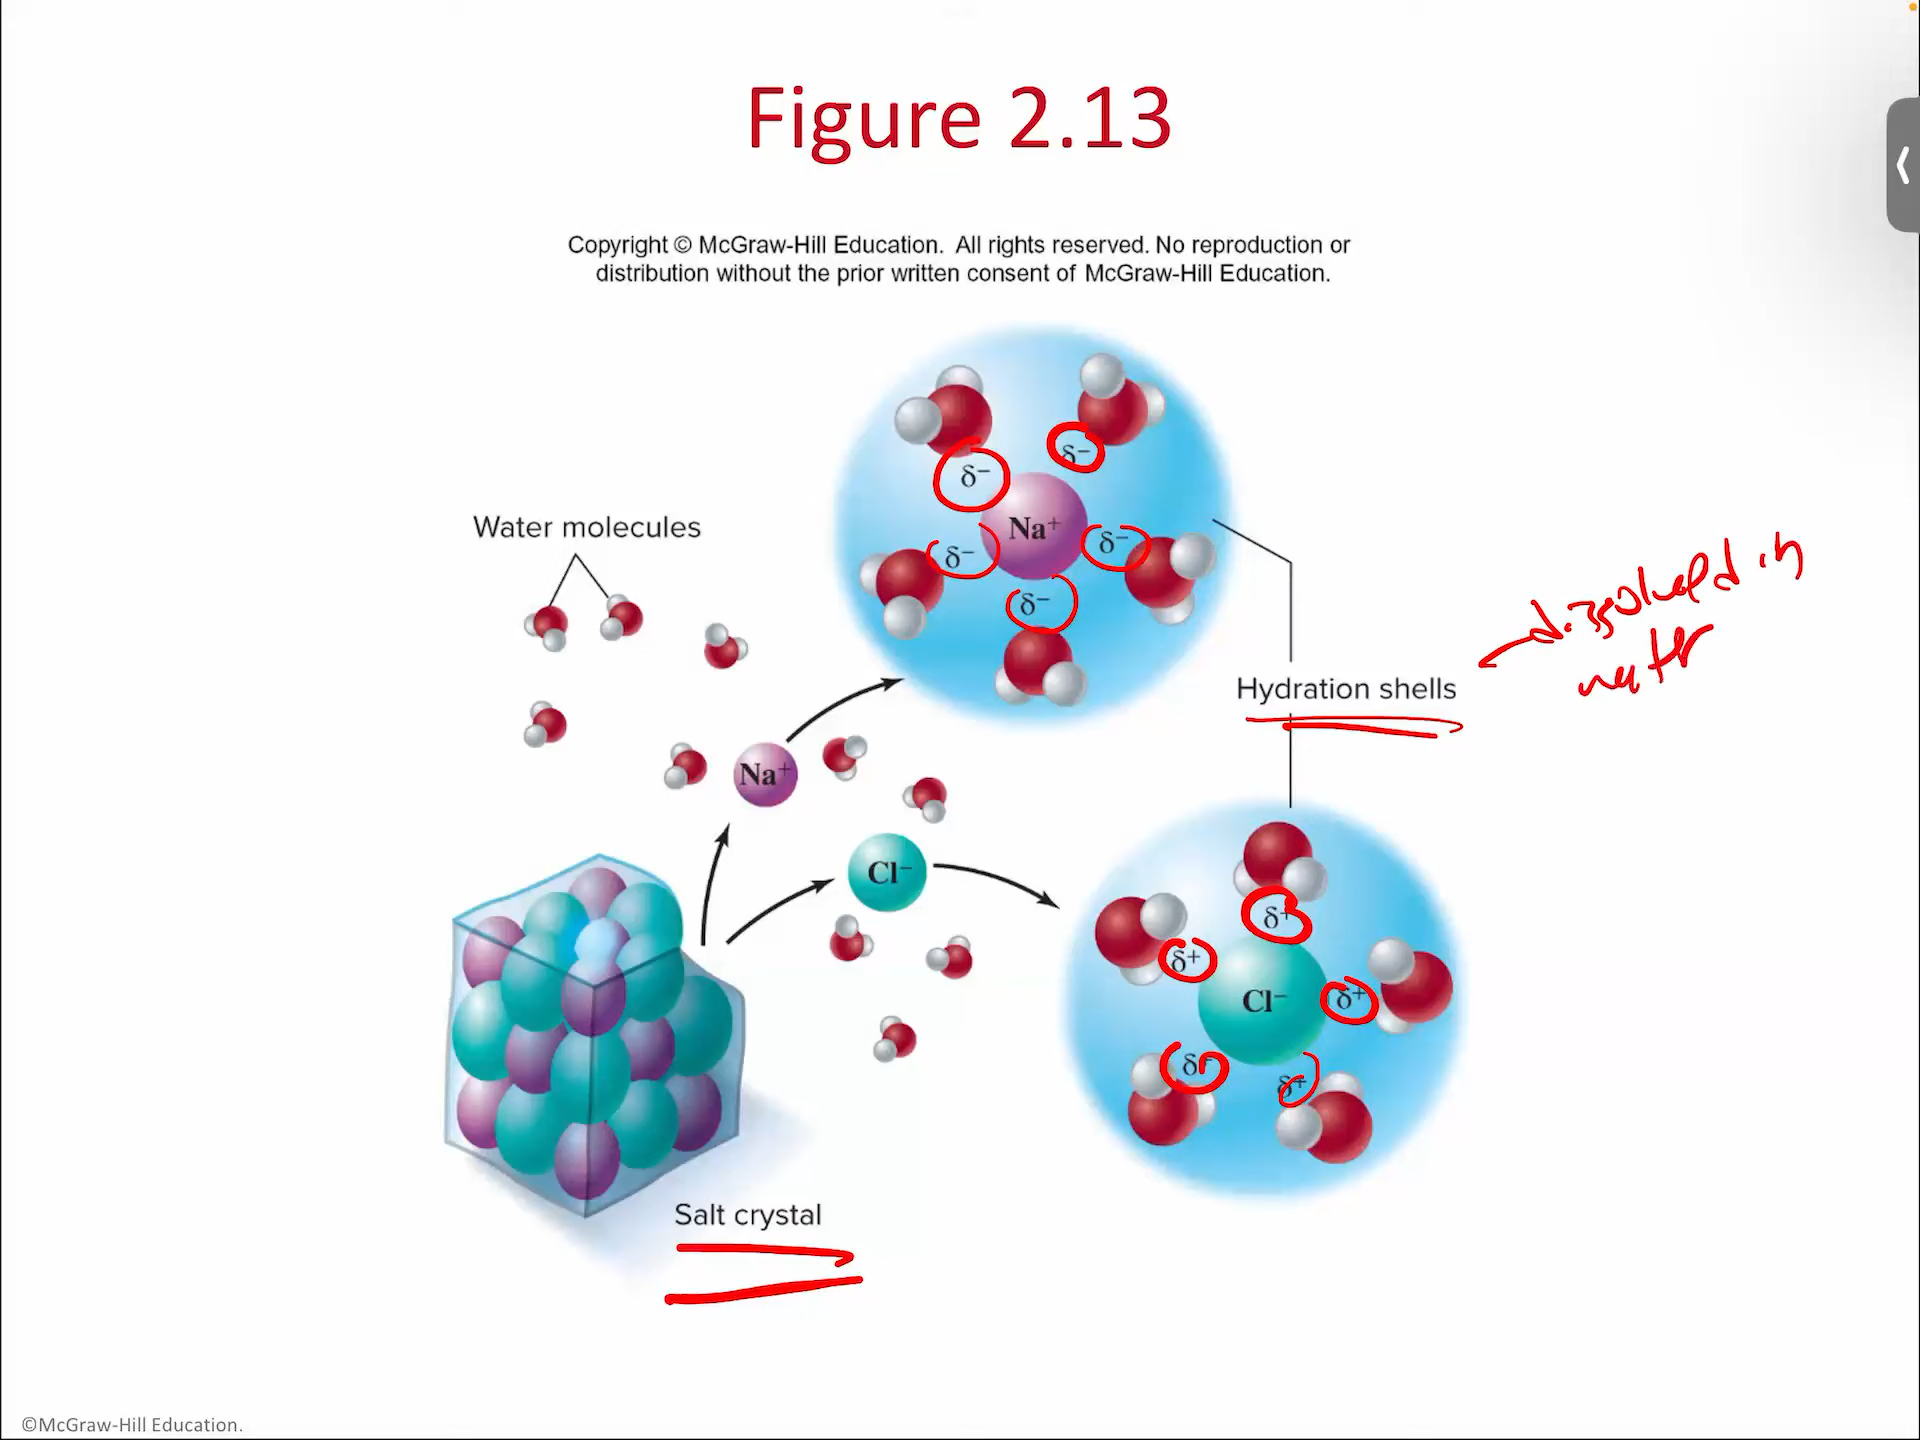 Figure 2.13
Copyright © McGraw-Hill Education. All rights reserved. No reproduction or
distribution without the prior written consent of McGraw-Hill Education.
δ⁻
δ⁻
Na⁺
δ⁻
δ⁻
δ⁻
Water molecules
dissolved in
water
Hydration shells
Na⁺
Cl⁻
δ⁺
δ⁺
Cl⁻
δ⁺
δ⁺
δ⁺
Salt crystal
©McGraw-Hill Education.